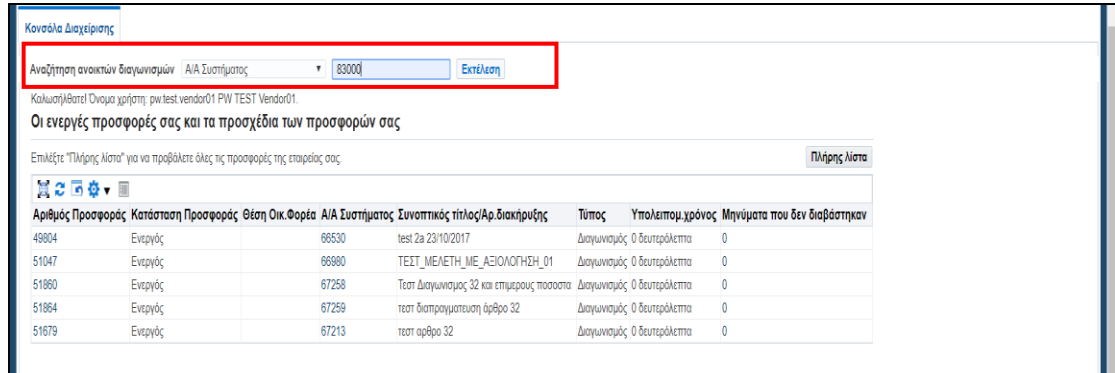 Κονσόλα Διαχείρισης
Αναζήτηση ανοικτών διαγωνισμών Α/Α Συστήματος 83000 Εκτέλεση
Καλωσήλθατε! Όνομα χρήστη: pw.test.vendor01 PW TEST Vendor01.
Οι ενεργές προσφορές σας και τα προσχέδια των προσφορών σας
Επιλέξτε "Πλήρης λίστα" για να προβάλετε όλες τις προσφορές της εταιρείας σας. Πλήρης λίστα
Αριθμός Προσφοράς Κατάσταση Προσφοράς Θέση Οικ.Φορέα Α/Α Συστήματος Συνοπτικός τίτλος/Αρ.διακήρυξης Τύπος Υπολειπομ.χρόνος Μηνύματα που δεν διαβάστηκαν
49804 Ενεργός 66530 test 2a 23/10/2017 Διαγωνισμός 0 δευτερόλεπτα 0
51047 Ενεργός 66980 ΤΕΣΤ_ΜΕΛΕΤΗ_ΜΕ_ΑΞΙΟΛΟΓΗΣΗ_01 Διαγωνισμός 0 δευτερόλεπτα 0
51860 Ενεργός 67258 Τεστ Διαγωνισμος 32 και επιμερους ποσοστα Διαγωνισμός 0 δευτερόλεπτα 0
51864 Ενεργός 67259 τεστ διαπραγματευση άρθρο 32 Διαγωνισμός 0 δευτερόλεπτα 0
51679 Ενεργός 67213 τεστ αρθρο 32 Διαγωνισμός 0 δευτερόλεπτα 0